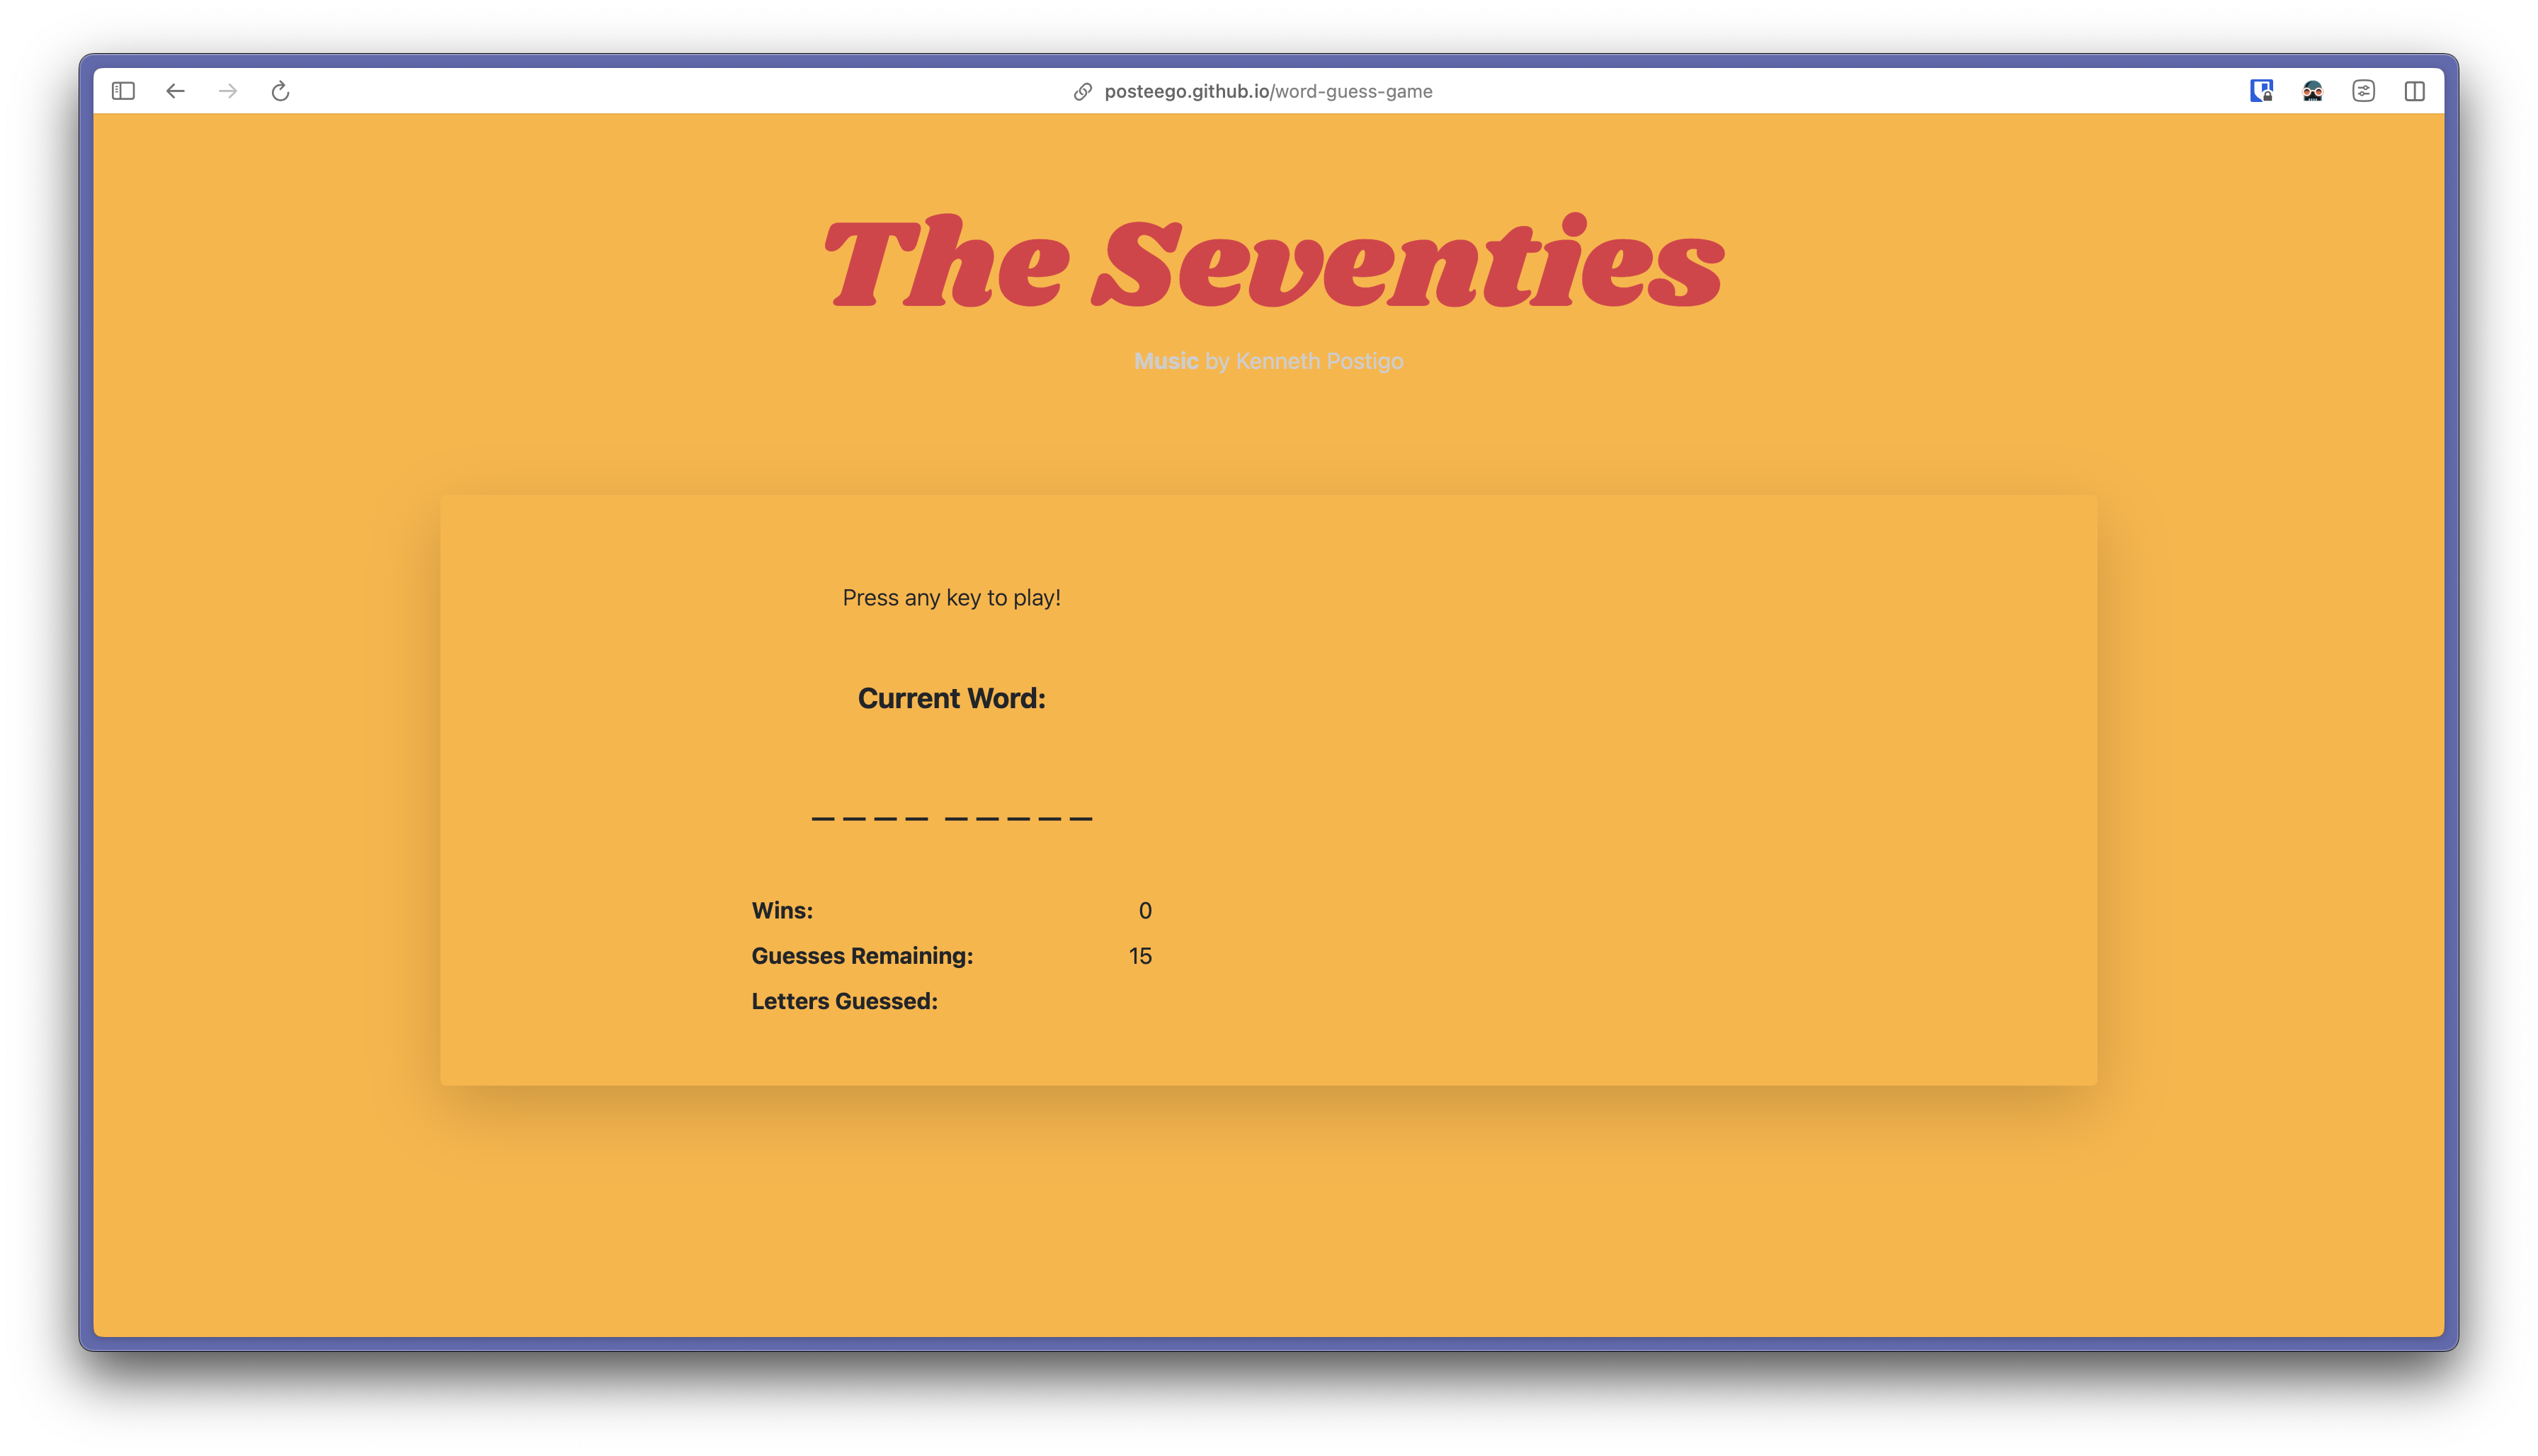 posteego.github.io/word-guess-game
The Seventies
Music by Kenneth Postigo
Press any key to play!
Current Word:
_ _ _ _  _ _ _ _ _
Wins: 0
Guesses Remaining: 15
Letters Guessed: